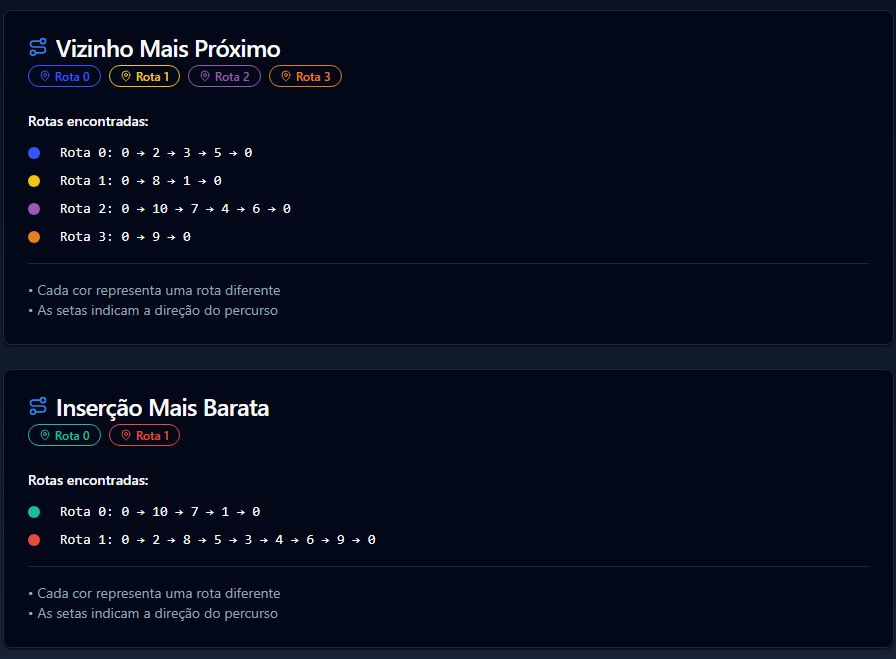 Vizinho Mais Próximo
Rota 0 Rota 1 Rota 2 Rota 3
Rotas encontradas:
Rota 0: 0 → 2 → 3 → 5 → 0
Rota 1: 0 → 8 → 1 → 0
Rota 2: 0 → 10 → 7 → 4 → 6 → 0
Rota 3: 0 → 9 → 0
• Cada cor representa uma rota diferente
• As setas indicam a direção do percurso
Inserção Mais Barata
Rota 0 Rota 1
Rotas encontradas:
Rota 0: 0 → 10 → 7 → 1 → 0
Rota 1: 0 → 2 → 8 → 5 → 3 → 4 → 6 → 9 → 0
• Cada cor representa uma rota diferente
• As setas indicam a direção do percurso